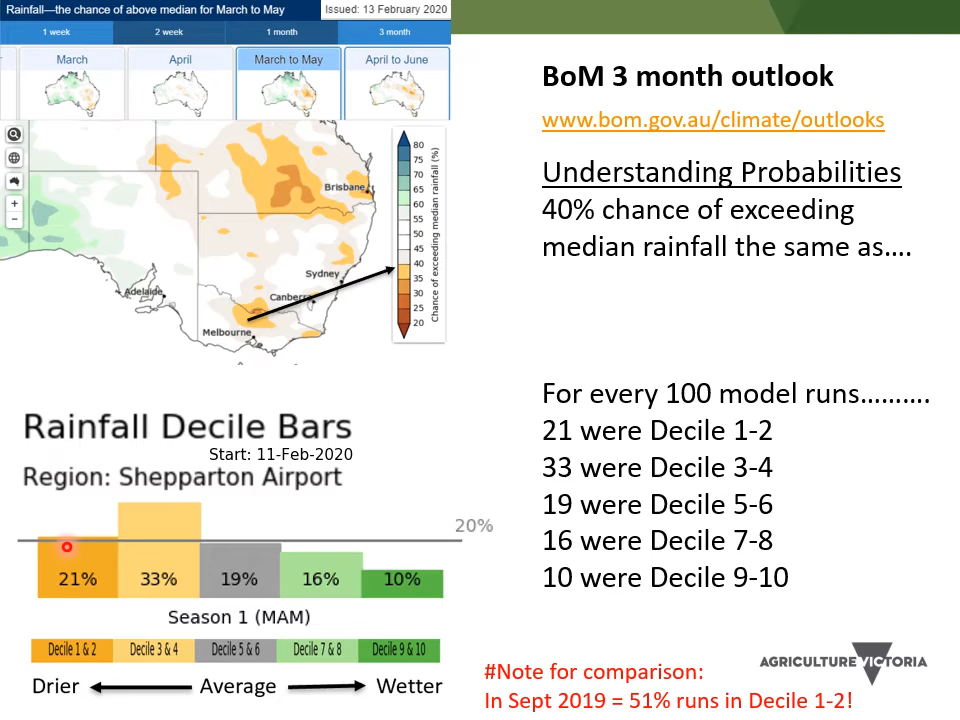 Rainfall—the chance of above median for March to May
Issued: 13 February 2020
1 week
2 week
1 month
3 month
March
April
March to May
April to June
Brisbane
Sydney
Canberra
Adelaide
Melbourne
+
−
80
75
70
65
60
55
50
45
40
35
30
25
20
Chance of exceeding median rainfall (%)
BoM 3 month outlook
www.bom.gov.au/climate/outlooks
Understanding Probabilities
40% chance of exceeding
median rainfall the same as....
For every 100 model runs..........
21 were Decile 1-2
33 were Decile 3-4
19 were Decile 5-6
16 were Decile 7-8
10 were Decile 9-10
Rainfall Decile Bars
Start: 11-Feb-2020
Region: Shepparton Airport
20%
21%
33%
19%
16%
10%
Season 1 (MAM)
Decile 1 & 2
Decile 3 & 4
Decile 5 & 6
Decile 7 & 8
Decile 9 & 10
Drier
Average
Wetter
#Note for comparison:
In Sept 2019 = 51% runs in Decile 1-2!
AGRICULTURE VICTORIA